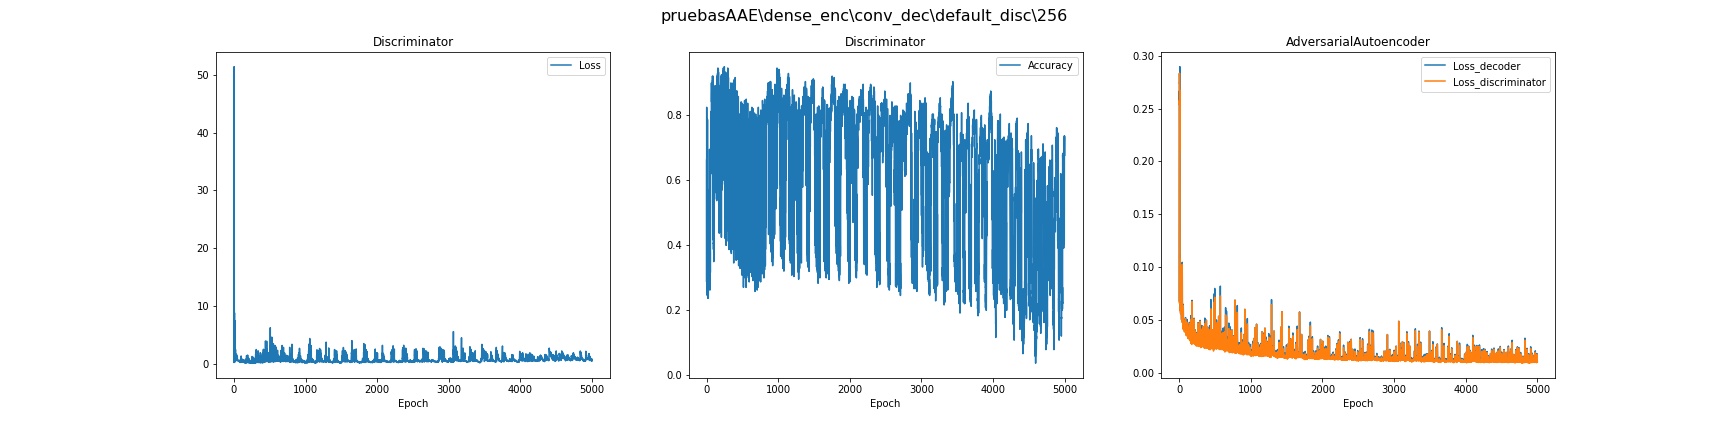 pruebasAAE\dense_enc\conv_dec\default_disc\256
Discriminator
Loss
50
40
30
20
10
0
0 1000 2000 3000 4000 5000
Epoch
Discriminator
Accuracy
0.8
0.6
0.4
0.2
0.0
0 1000 2000 3000 4000 5000
Epoch
AdversarialAutoencoder
Loss_decoder
Loss_discriminator
0.30
0.25
0.20
0.15
0.10
0.05
0.00
0 1000 2000 3000 4000 5000
Epoch